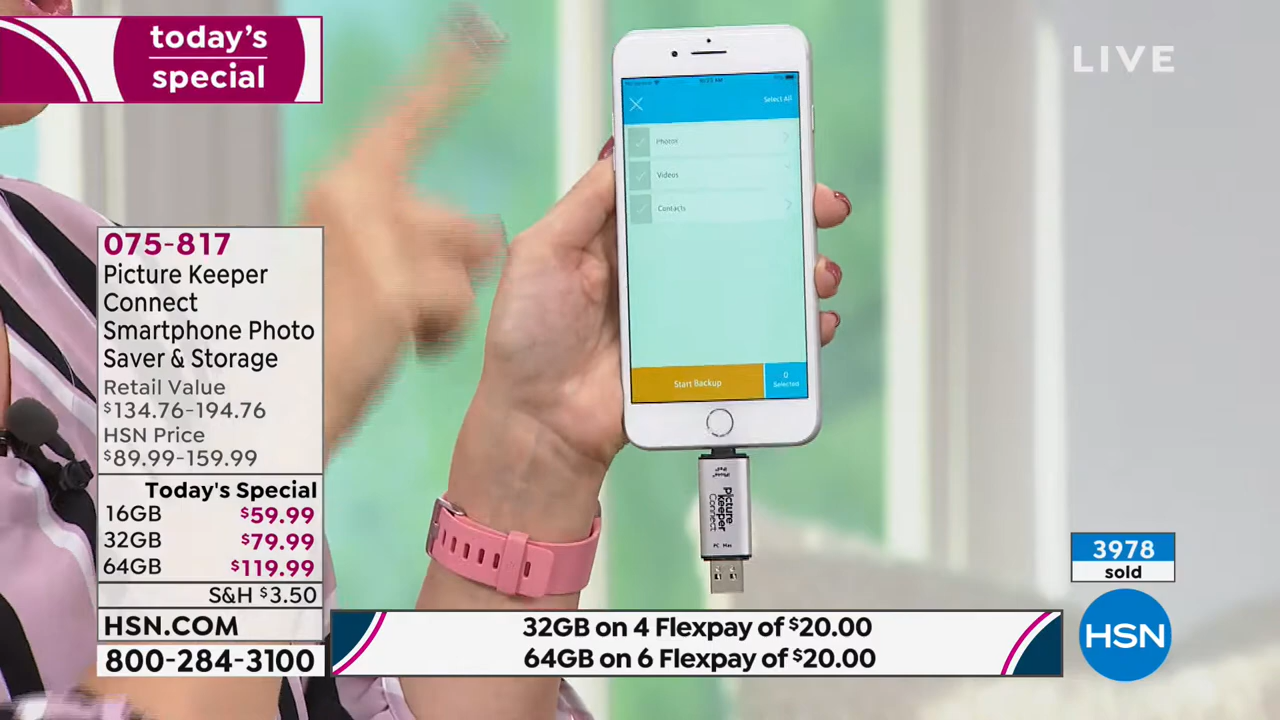 today's
special
LIVE
Select All
Photos
Videos
Contacts
Start Backup
0
Selected
075-817
Picture Keeper
Connect
Smartphone Photo
Saver & Storage
Retail Value
$134.76-194.76
HSN Price
$89.99-159.99
Today's Special
16GB $59.99
32GB $79.99
64GB $119.99
S&H $3.50
HSN.COM
800-284-3100
iPhone
iPad
Picture
Keeper
Connect
PC Mac
3978
sold
HSN
32GB on 4 Flexpay of $20.00
64GB on 6 Flexpay of $20.00